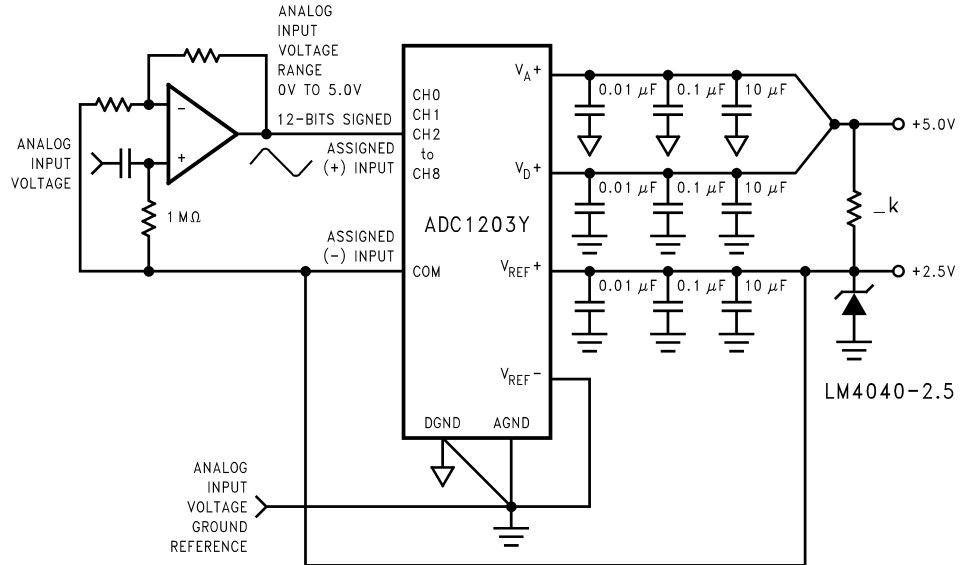 ANALOG
INPUT
VOLTAGE
RANGE
0V TO 5.0V
12-BITS SIGNED
ASSIGNED
(+) INPUT
ANALOG
INPUT
VOLTAGE
−
+
1 MΩ
ASSIGNED
(−) INPUT
CH0
CH1
CH2
to
CH8
ADC1203Y
COM
VA+
VD+
VREF+
VREF−
DGND
AGND
0.01 μF
0.1 μF
10 μF
0.01 μF
0.1 μF
10 μF
0.01 μF
0.1 μF
10 μF
+5.0V
_k
+2.5V
LM4040-2.5
ANALOG
INPUT
VOLTAGE
GROUND
REFERENCE